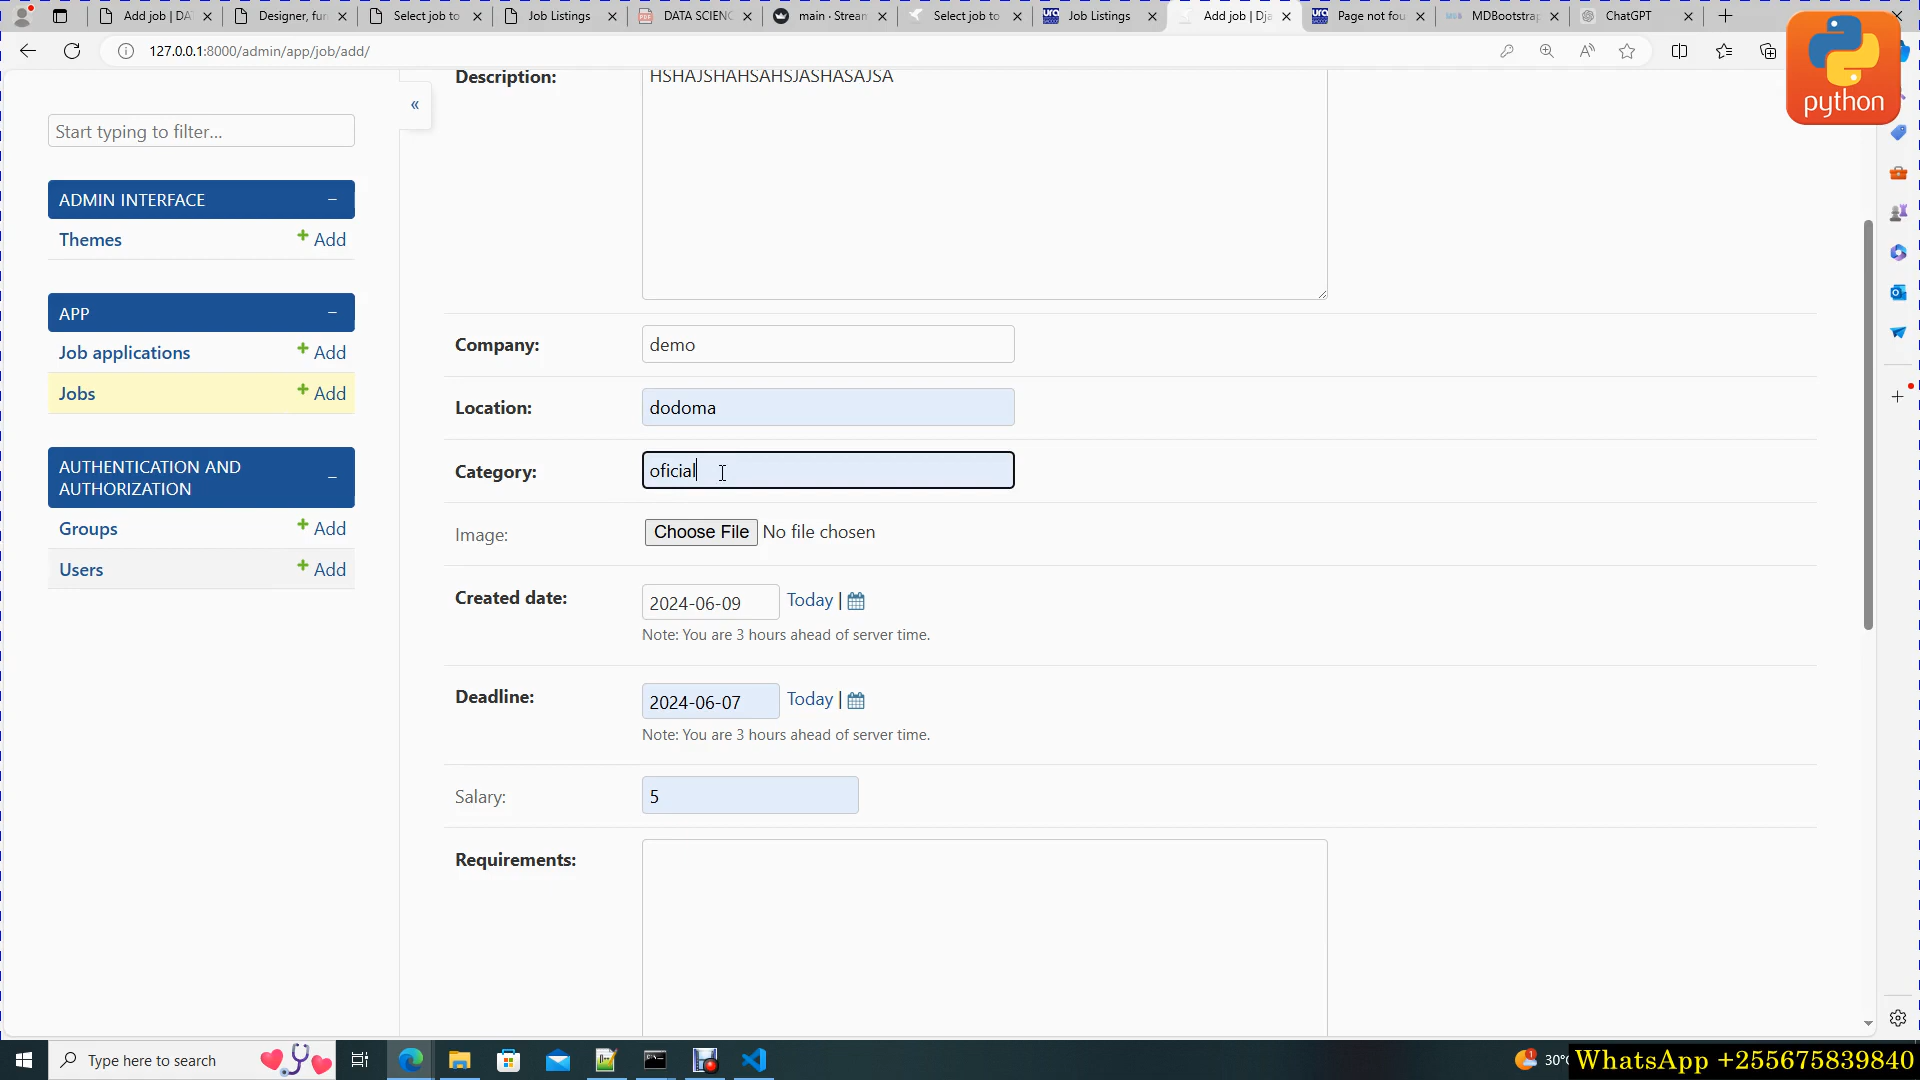 Add job | DA
Designer, fun
Select job to
Job Listings
DATA SCIENC
main · Stream
Select job to
Job Listings
Add job | Dja
Page not fou
MDBootstrap
ChatGPT
127.0.0.1:8000/admin/app/job/add/
python
Start typing to filter...
ADMIN INTERFACE
Themes Add
APP
Job applications Add
Jobs Add
AUTHENTICATION AND
AUTHORIZATION
Groups Add
Users Add
«
Description: HSHAJSHAHSAHSJASHASAJSA
Company: demo
Location: dodoma
Category: oficial
Image: Choose File No file chosen
Created date: 2024-06-09 Today |
Note: You are 3 hours ahead of server time.
Deadline: 2024-06-07 Today |
Note: You are 3 hours ahead of server time.
Salary: 5
Requirements:
Type here to search
30°
WhatsApp +255675839840